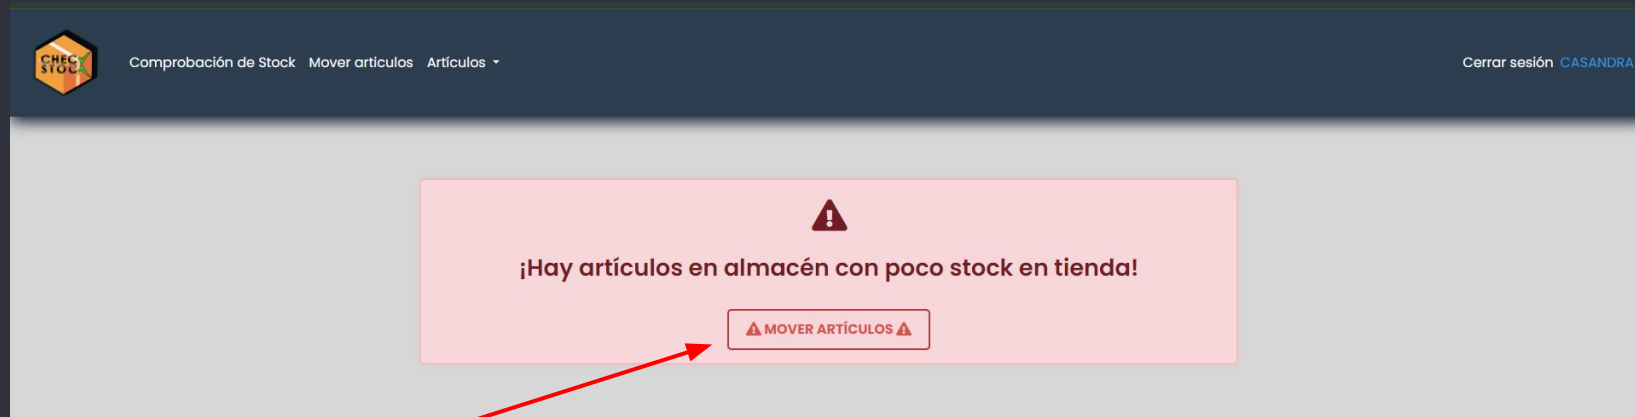 CHECK
STOCK
Comprobación de Stock Mover articulos Artículos
Cerrar sesión CASANDRA
¡Hay artículos en almacén con poco stock en tienda!
MOVER ARTÍCULOS